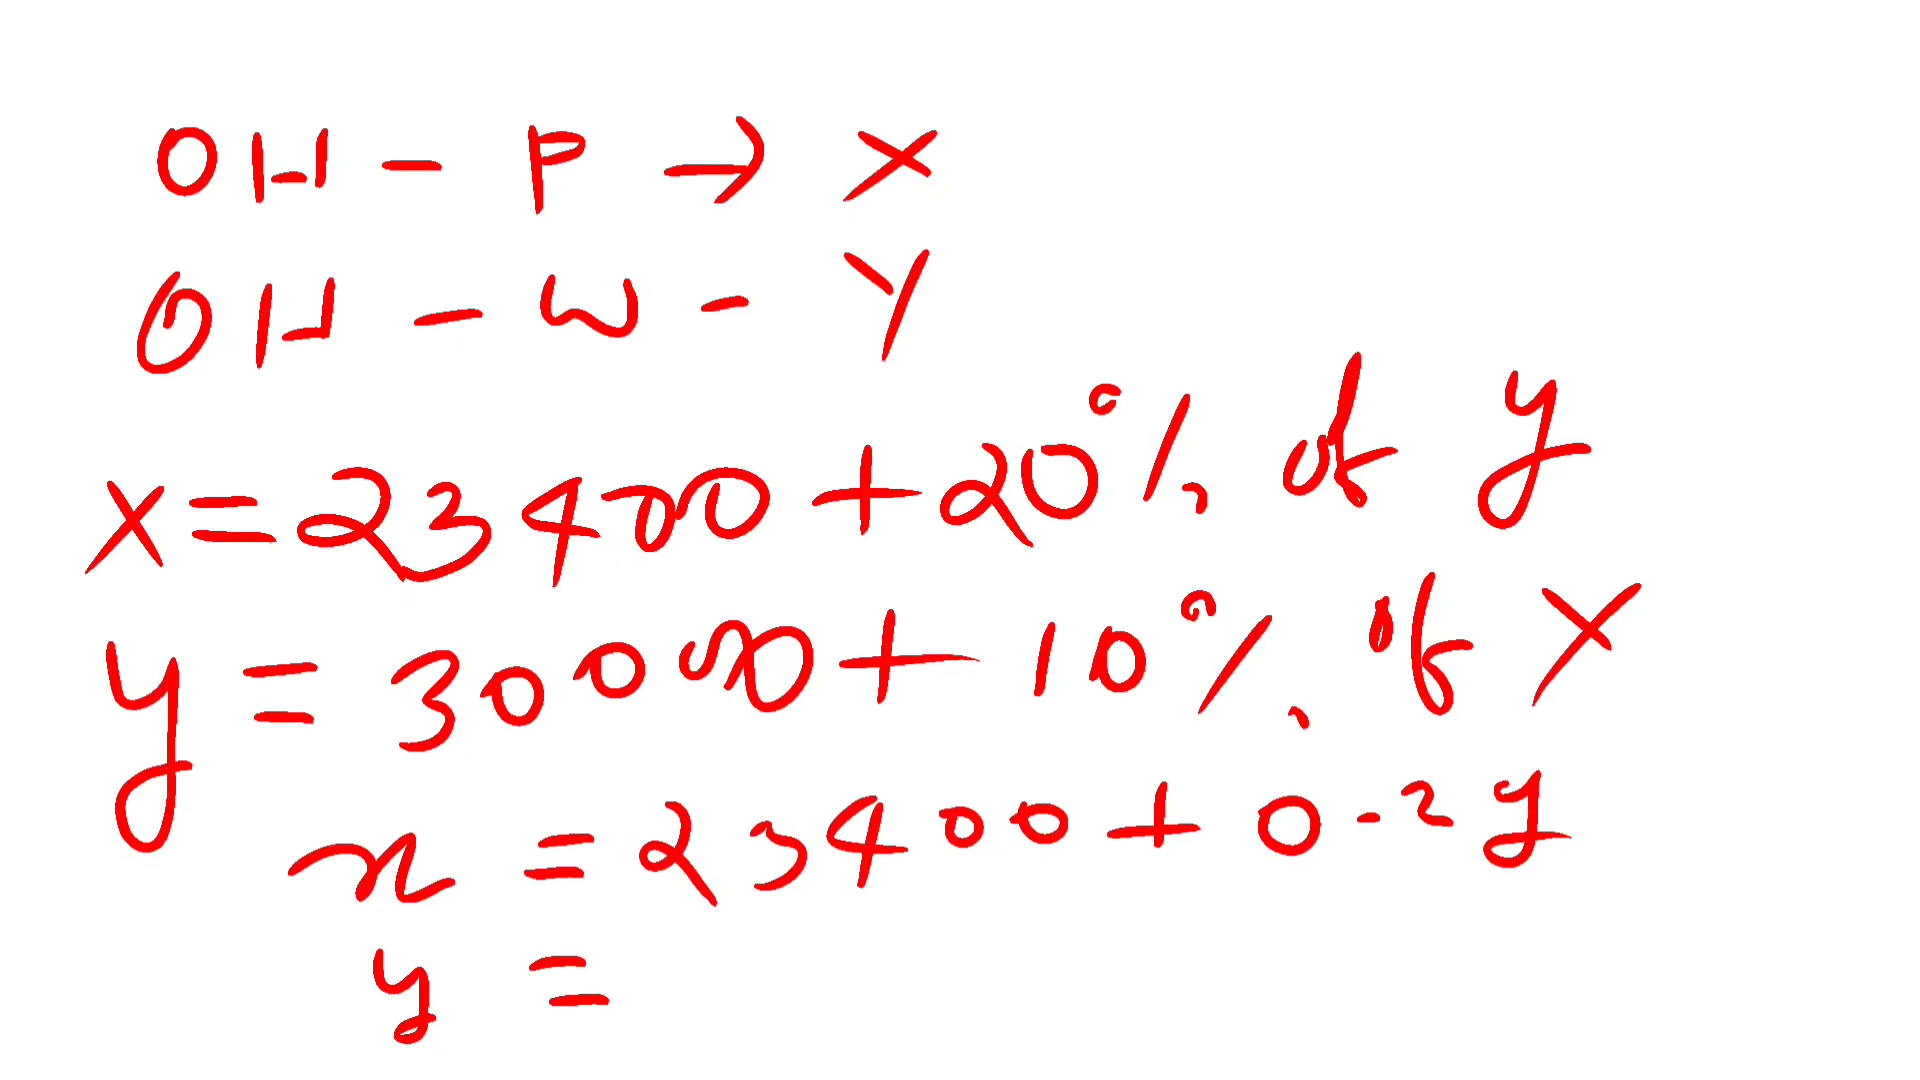 OH - P → X
OH - W - Y
X = 23400 + 20% of y
y = 30000 + 10% of X
x = 23400 + 0.2y
y =